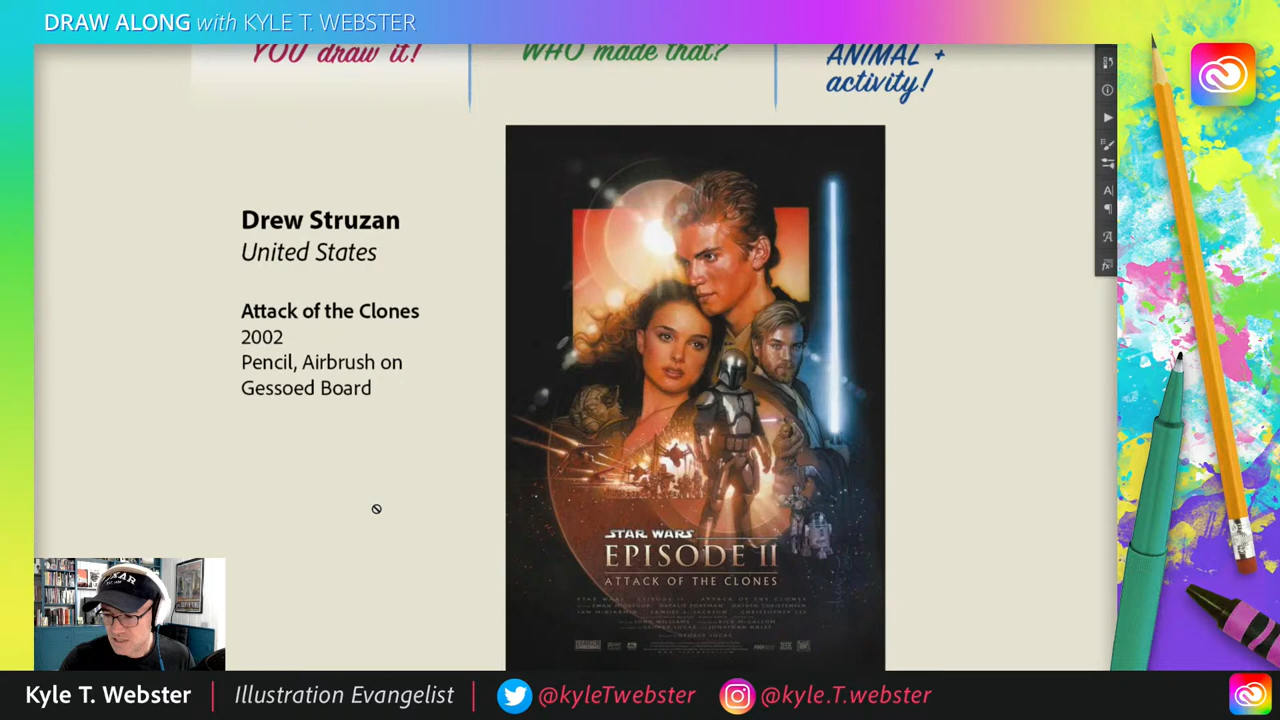 DRAW ALONG with KYLE T. WEBSTER
YOU draw it!
WHO made that?
ANIMAL +
activity!
Drew Struzan
United States
Attack of the Clones
2002
Pencil, Airbrush on
Gessoed Board
STAR WARS
EPISODE II
ATTACK OF THE CLONES
Kyle T. Webster
Illustration Evangelist
@kyleTwebster
@kyle.T.webster